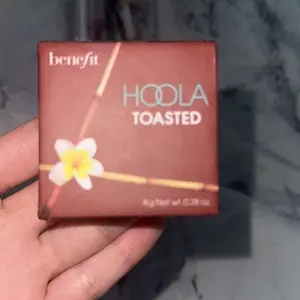 benefit
HOOLA
TOASTED
8g Net wt. 0.28 oz.